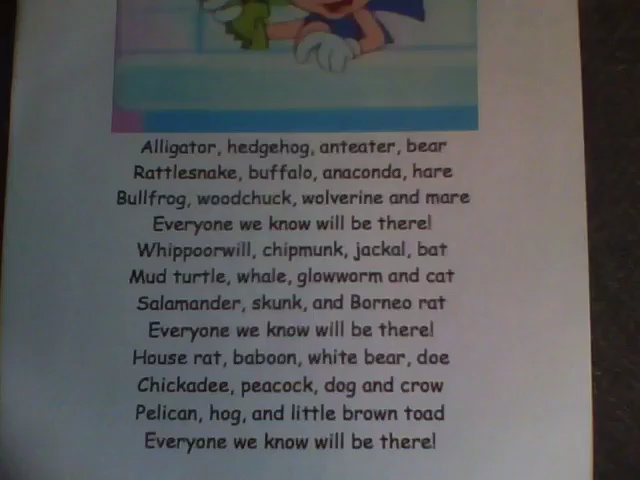 Alligator, hedgehog, anteater, bear
Rattlesnake, buffalo, anaconda, hare
Bullfrog, woodchuck, wolverine and mare
Everyone we know will be there!
Whippoorwill, chipmunk, jackal, bat
Mud turtle, whale, glowworm and cat
Salamander, skunk, and Borneo rat
Everyone we know will be there!
House rat, baboon, white bear, doe
Chickadee, peacock, dog and crow
Pelican, hog, and little brown toad
Everyone we know will be there!